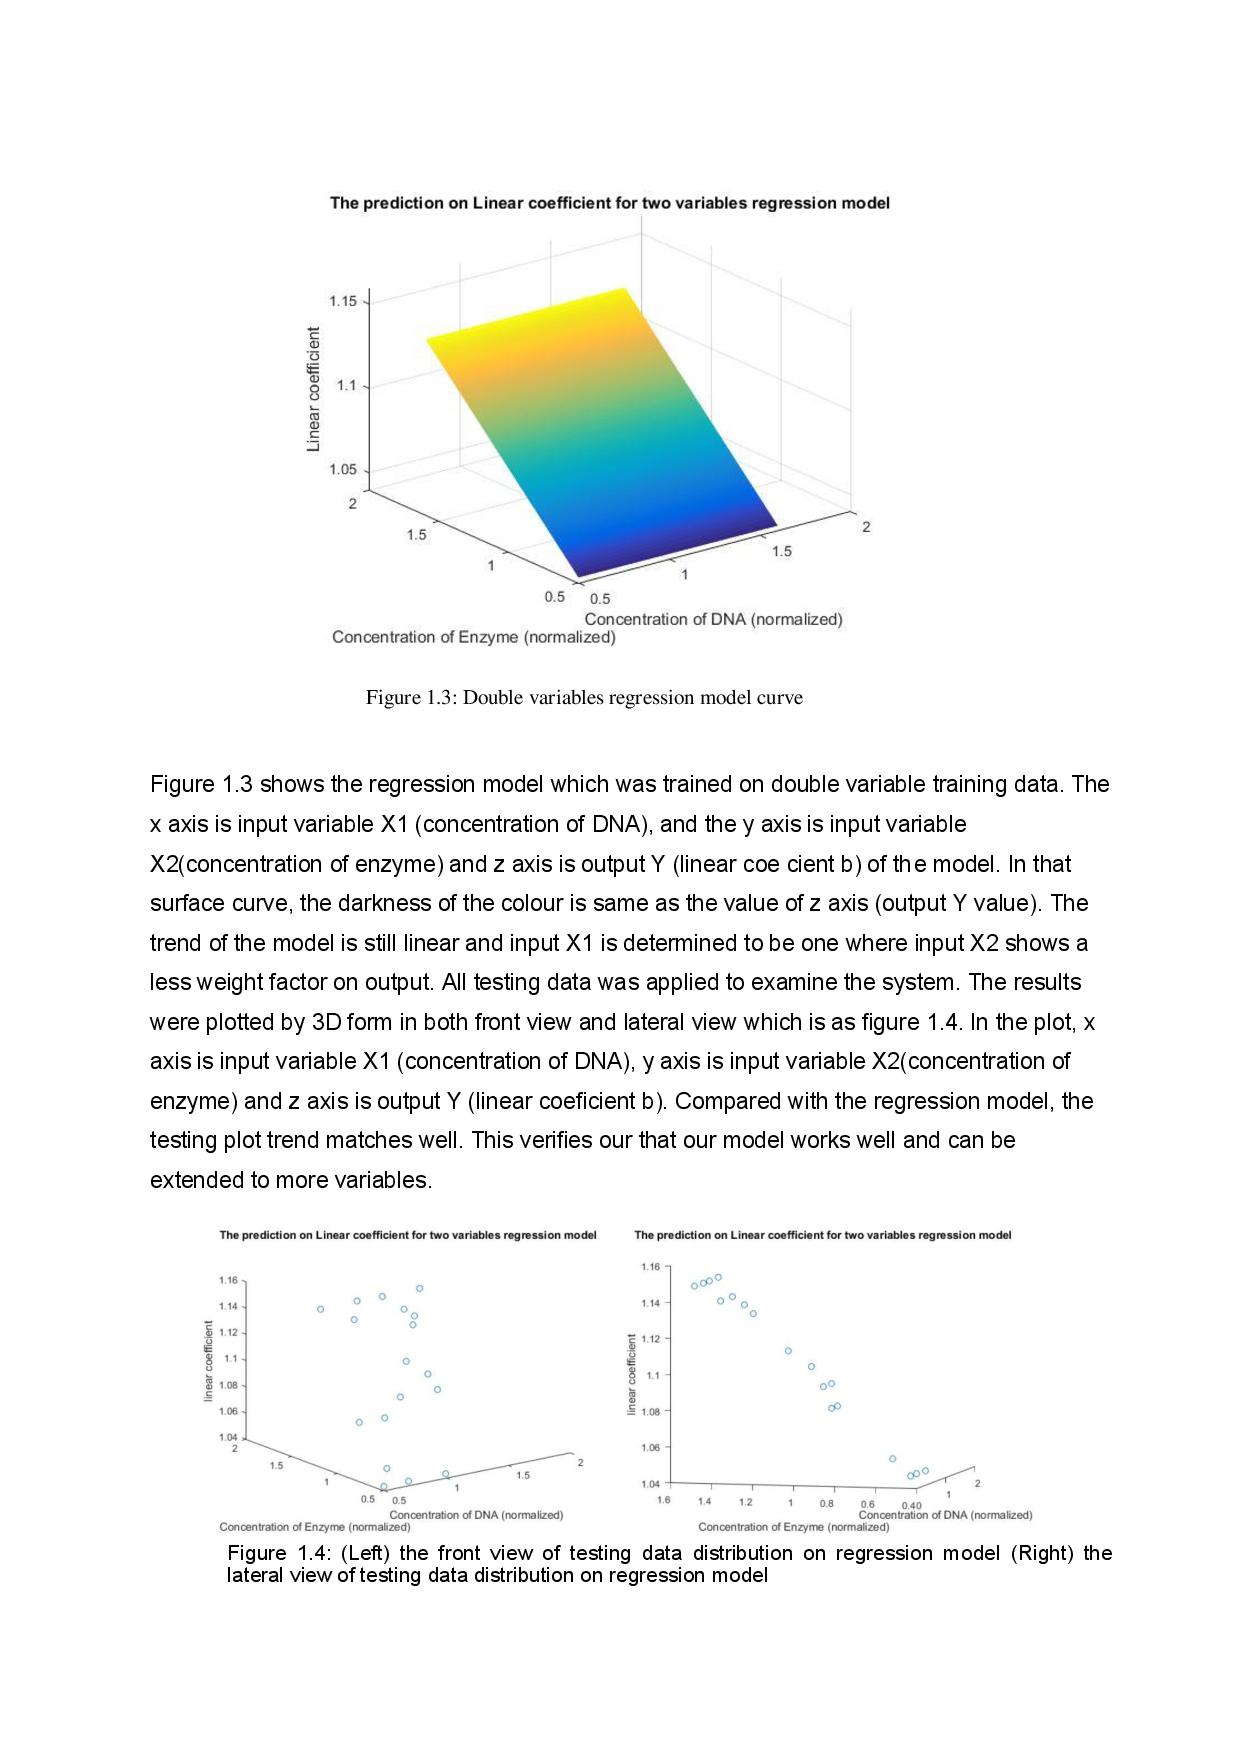 The prediction on Linear coefficient for two variables regression model
1.15
1.1
1.05
Linear coefficient
2
1.5
1
0.5
0.5
1
1.5
2
Concentration of DNA (normalized)
Concentration of Enzyme (normalized)
Figure 1.3: Double variables regression model curve
Figure 1.3 shows the regression model which was trained on double variable training data. The
x axis is input variable X1 (concentration of DNA), and the y axis is input variable
X2(concentration of enzyme) and z axis is output Y (linear coe cient b) of the model. In that
surface curve, the darkness of the colour is same as the value of z axis (output Y value). The
trend of the model is still linear and input X1 is determined to be one where input X2 shows a
less weight factor on output. All testing data was applied to examine the system. The results
were plotted by 3D form in both front view and lateral view which is as figure 1.4. In the plot, x
axis is input variable X1 (concentration of DNA), y axis is input variable X2(concentration of
enzyme) and z axis is output Y (linear coeficient b). Compared with the regression model, the
testing plot trend matches well. This verifies our that our model works well and can be
extended to more variables.
The prediction on Linear coefficient for two variables regression model
1.16
1.14
1.12
1.1
1.08
1.06
1.04
linear coefficient
2
1.5
1
0.5
0.5
1
1.5
2
Concentration of DNA (normalized)
Concentration of Enzyme (normalized)
The prediction on Linear coefficient for two variables regression model
1.16
1.14
1.12
1.1
1.08
1.06
1.04
linear coefficient
1.6
1.4
1.2
1
0.8
0.6
0.40
1
2
Concentration of DNA (normalized)
Concentration of Enzyme (normalized)
Figure 1.4: (Left) the front view of testing data distribution on regression model (Right) the
lateral view of testing data distribution on regression model